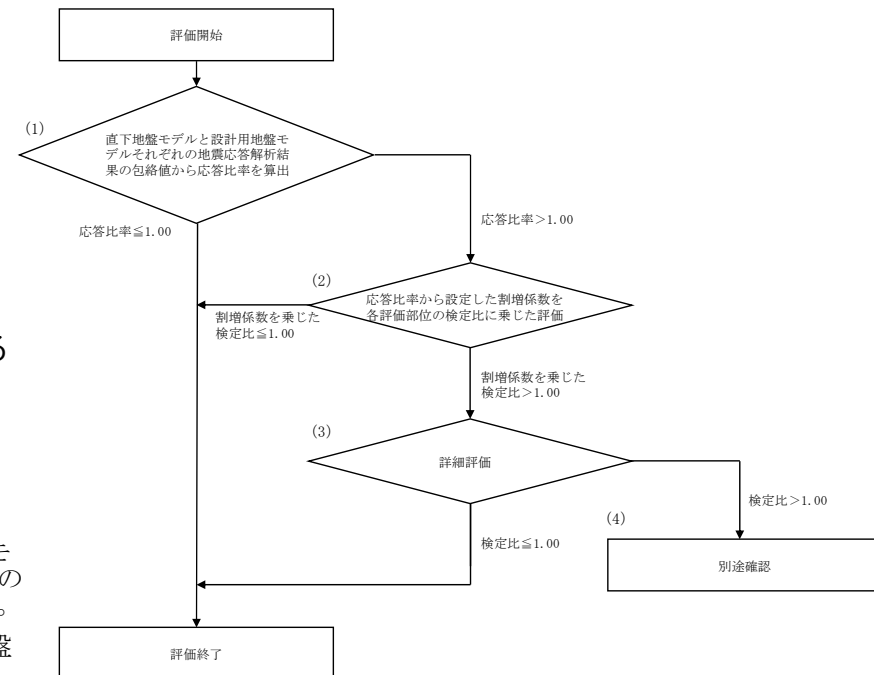 評価開始
(1)
直下地盤モデルと設計用地盤モ
デルそれぞれの地震応答解析結
果の包絡値から応答比率を算出
応答比率≦1.00
応答比率＞1.00
(2)
応答比率から設定した割増係数を
各評価部位の検定比に乗じた評価
割増係数を乗じた
検定比≦1.00
割増係数を乗じた
検定比＞1.00
(3)
詳細評価
検定比＞1.00
検定比≦1.00
(4)
別途確認
評価終了
る
モ
の
。
盤